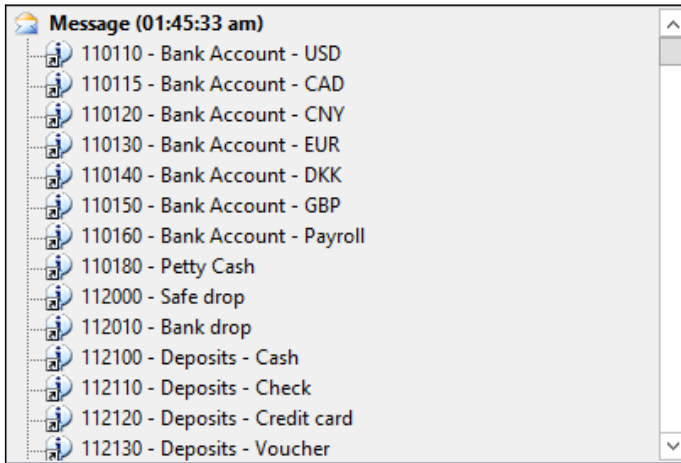 Message (01:45:33 am)
110110 - Bank Account - USD
110115 - Bank Account - CAD
110120 - Bank Account - CNY
110130 - Bank Account - EUR
110140 - Bank Account - DKK
110150 - Bank Account - GBP
110160 - Bank Account - Payroll
110180 - Petty Cash
112000 - Safe drop
112010 - Bank drop
112100 - Deposits - Cash
112110 - Deposits - Check
112120 - Deposits - Credit card
112130 - Deposits - Voucher